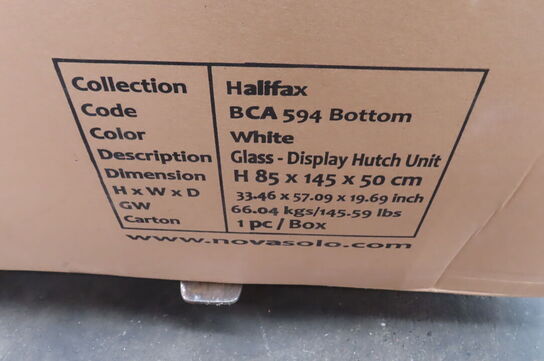 Collection Halifax
Code BCA 594 Bottom
Color White
Description Glass - Display Hutch Unit
Dimension H 85 x 145 x 50 cm
H x W x D 33.46 x 57.09 x 19.69 inch
GW 66.04 kgs/145.59 lbs
Carton 1 pc / Box
www.novasolo.com